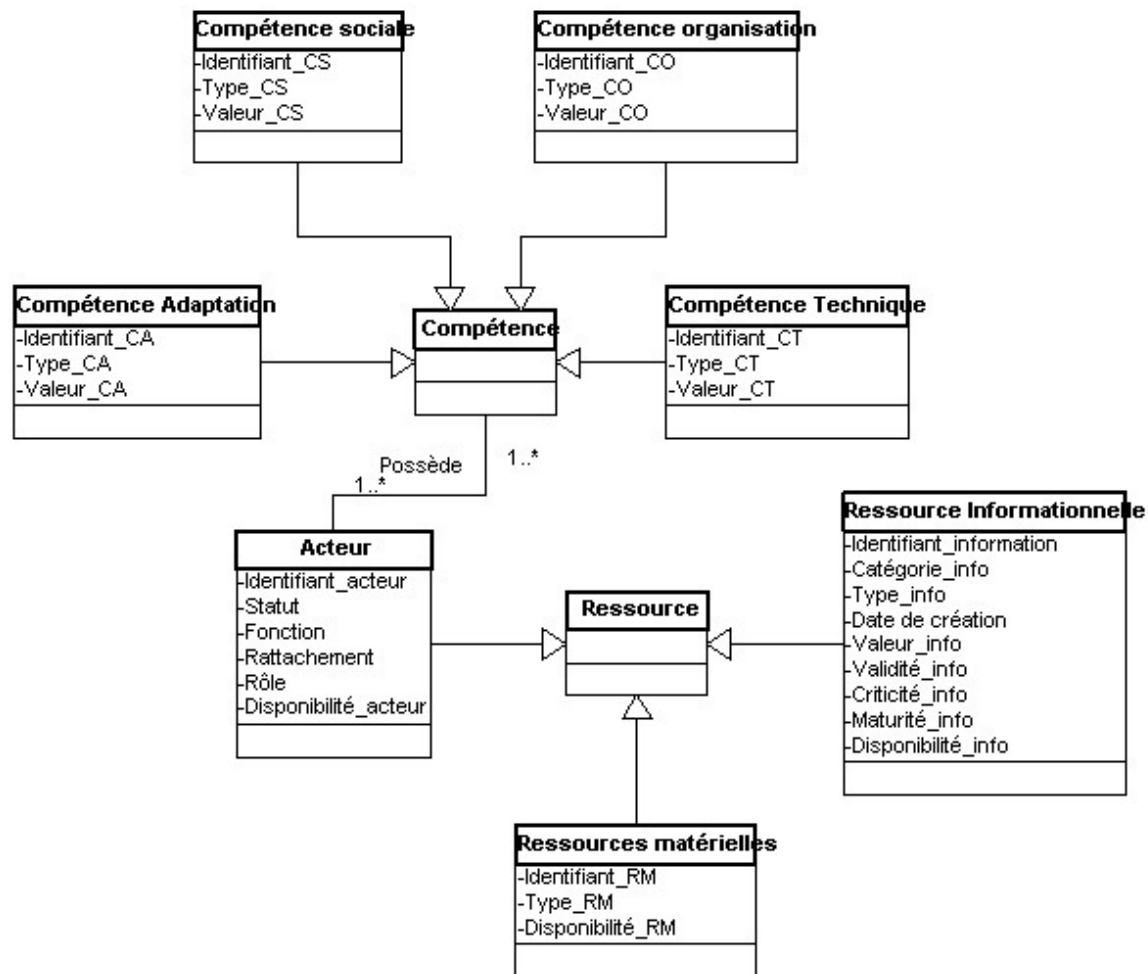 Compétence sociale
-Identifiant_CS
-Type_CS
-Valeur_CS
Compétence organisation
-Identifiant_CO
-Type_CO
-Valeur_CO
Compétence Adaptation
-Identifiant_CA
-Type_CA
-Valeur_CA
Compétence
Compétence Technique
-Identifiant_CT
-Type_CT
-Valeur_CT
Possède
1..*
1..*
Acteur
-Identifiant_acteur
-Statut
-Fonction
-Rattachement
-Rôle
-Disponibilité_acteur
Ressource
Ressource Informationnelle
-Identifiant_information
-Catégorie_info
-Type_info
-Date de création
-Valeur_info
-Validité_info
-Criticité_info
-Maturité_info
-Disponibilité_info
Ressources matérielles
-Identifiant_RM
-Type_RM
-Disponibilité_RM